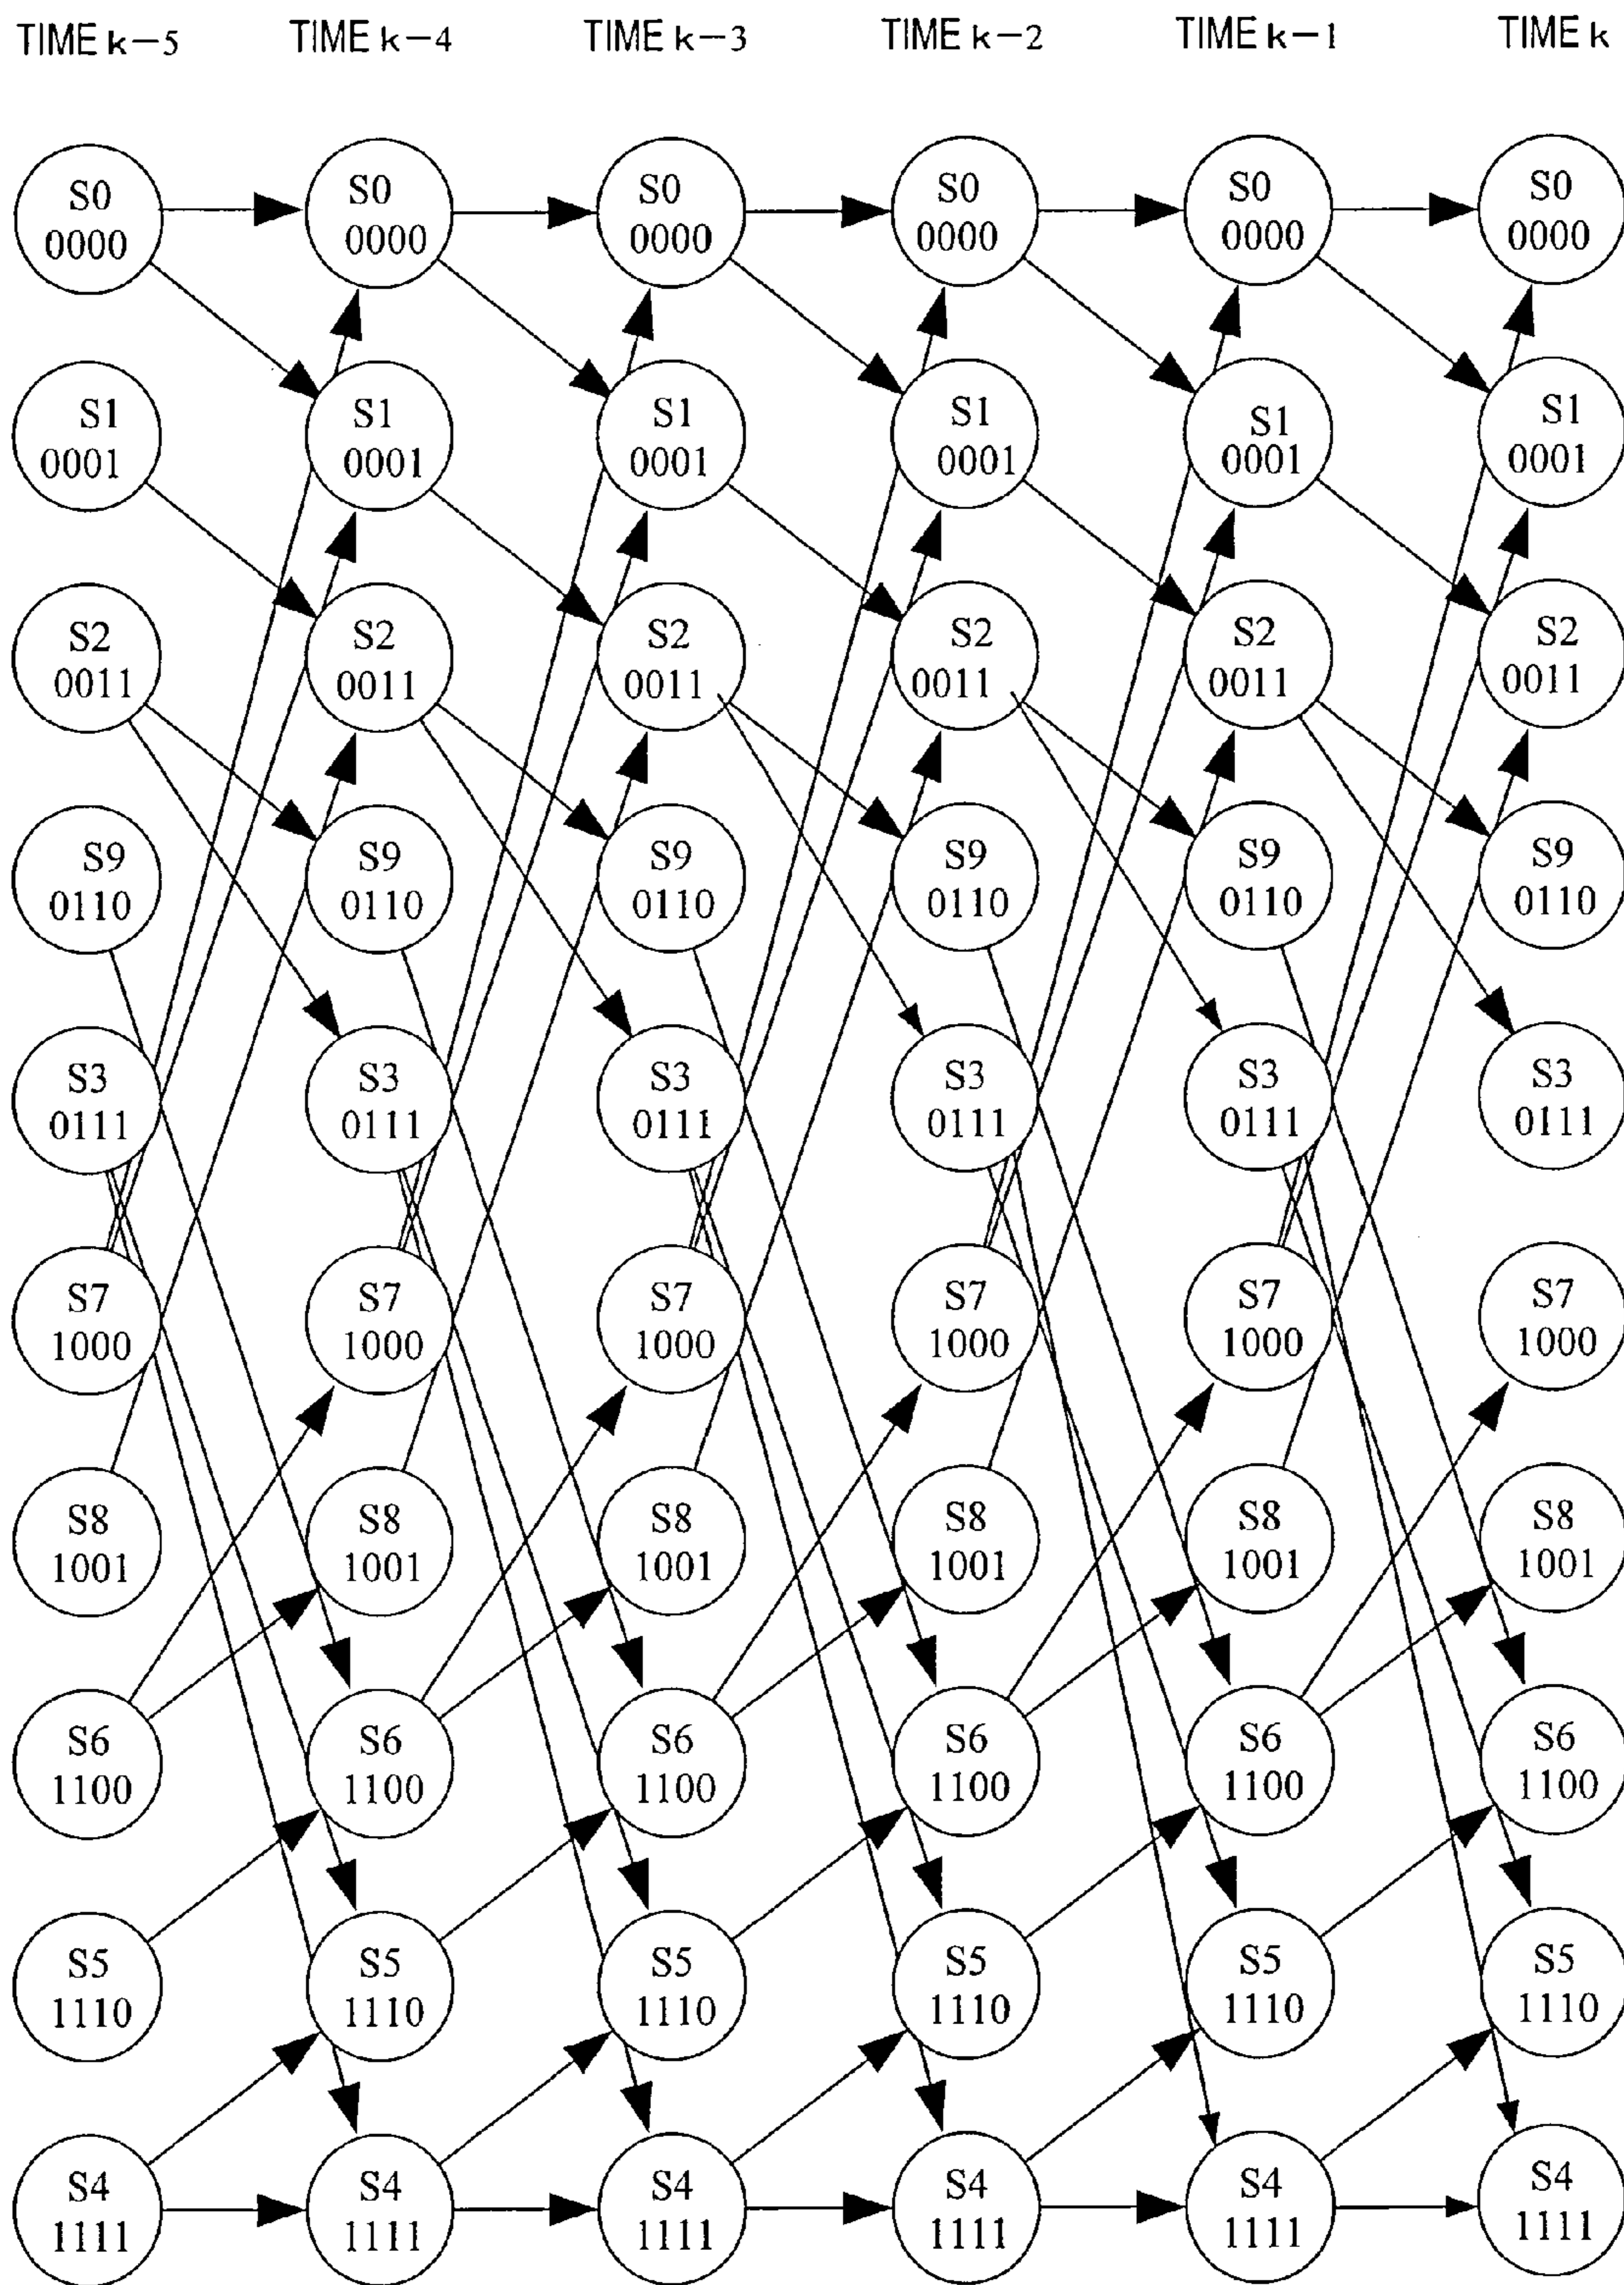 TIME k-5 TIME k-4 TIME k-3 TIME k-2 TIME k-1 TIME k
S0 S0 S0 S0 S0 S0
0000 0000 0000 0000 0000 0000
S1 S1 S1 S1 S1 S1
0001 0001 0001 0001 0001 0001
S2 S2 S2 S2 S2 S2
0011 0011 0011 0011 0011 0011
S9 S9 S9 S9 S9 S9
0110 0110 0110 0110 0110 0110
S3 S3 S3 S3 S3 S3
0111 0111 0111 0111 0111 0111
S7 S7 S7 S7 S7 S7
1000 1000 1000 1000 1000 1000
S8 S8 S8 S8 S8 S8
1001 1001 1001 1001 1001 1001
S6 S6 S6 S6 S6 S6
1100 1100 1100 1100 1100 1100
S5 S5 S5 S5 S5 S5
1110 1110 1110 1110 1110 1110
S4 S4 S4 S4 S4 S4
1111 1111 1111 1111 1111 1111